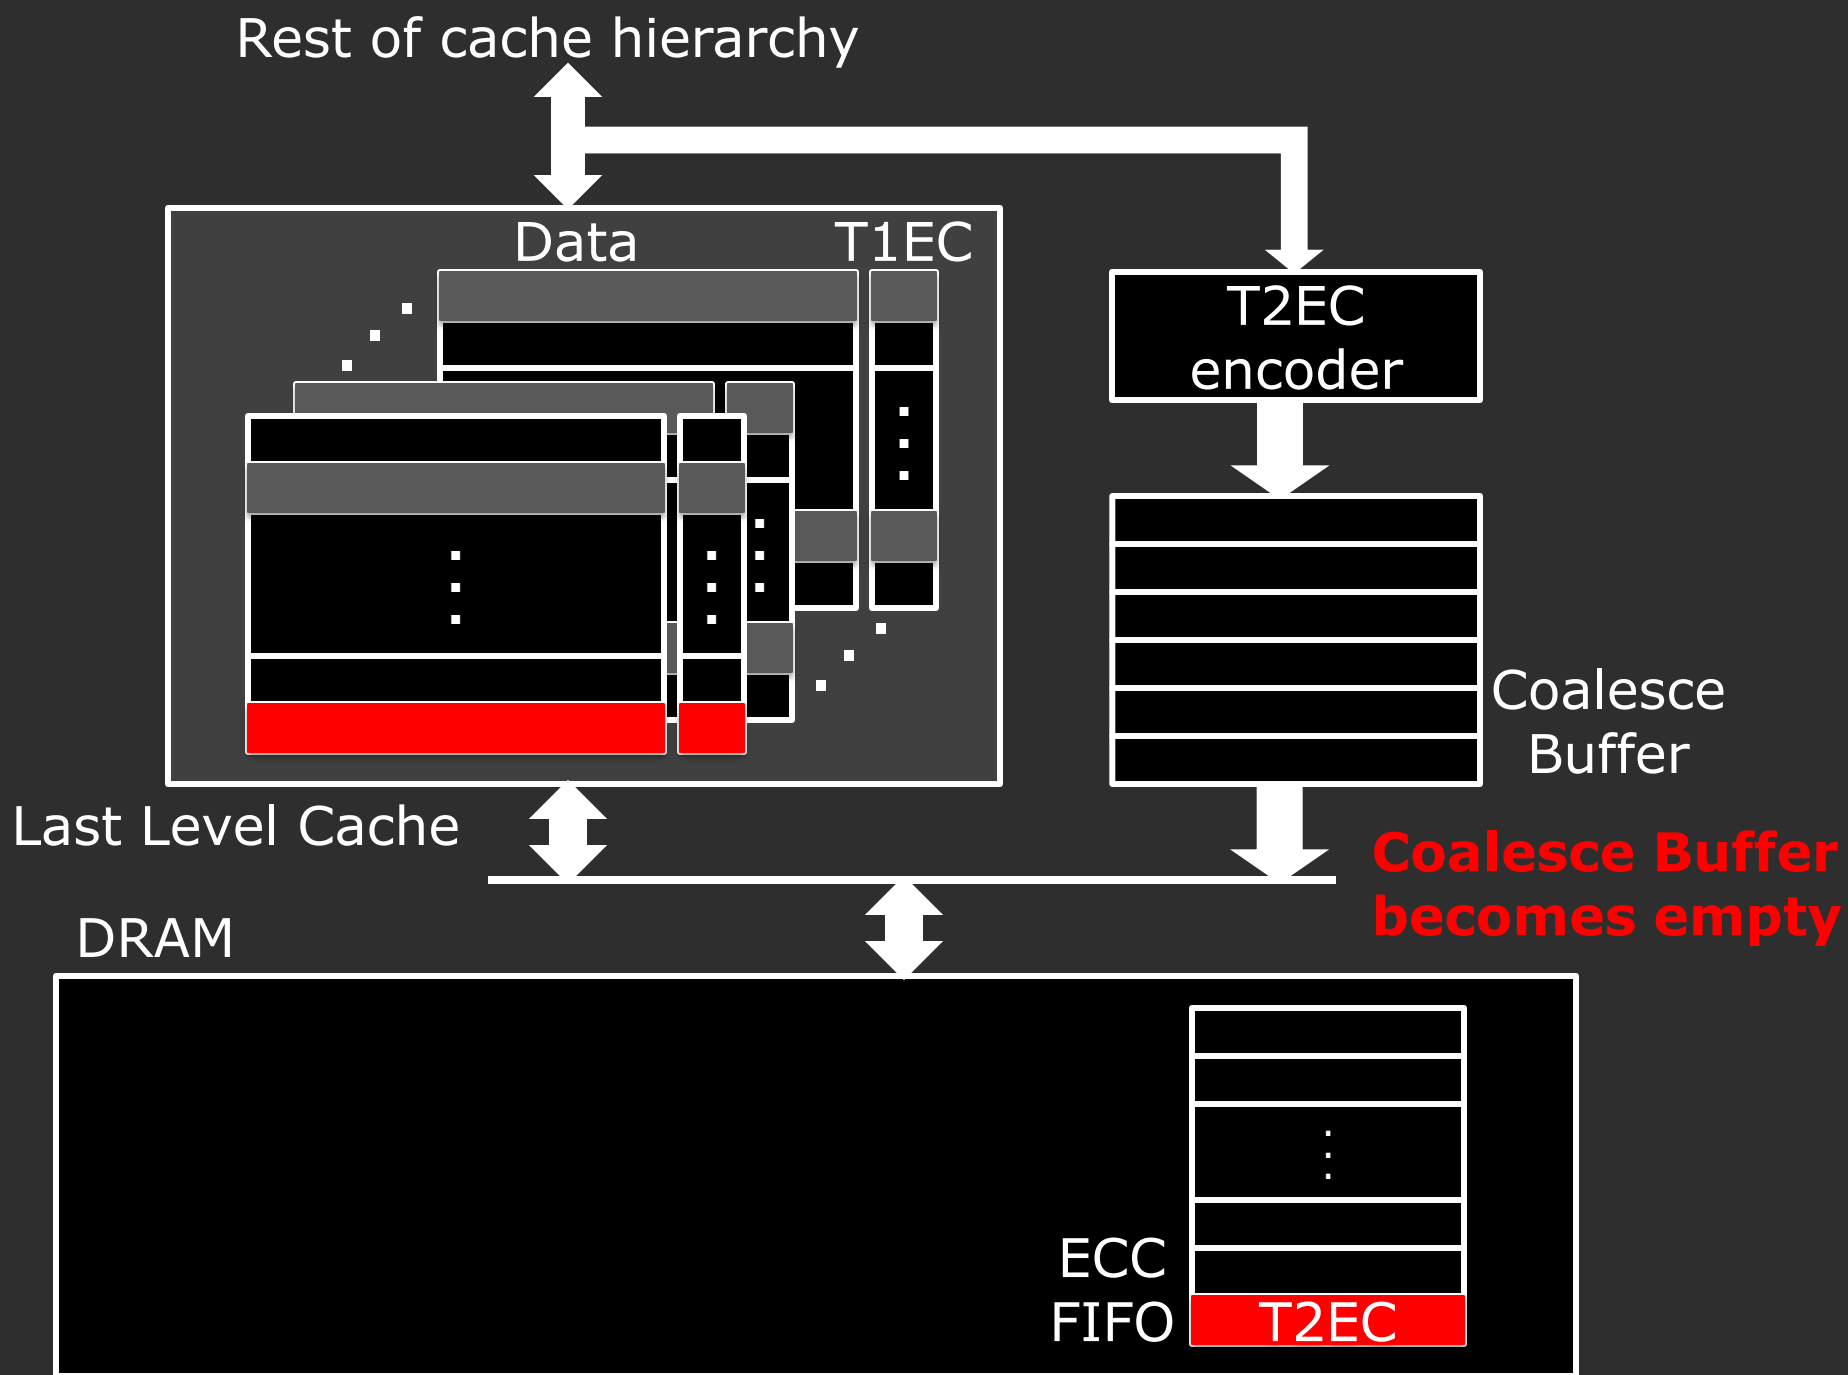 Rest of cache hierarchy
Data
T1EC
T2EC
encoder
Coalesce
Buffer
Last Level Cache
Coalesce Buffer
becomes empty
DRAM
ECC
FIFO
T2EC